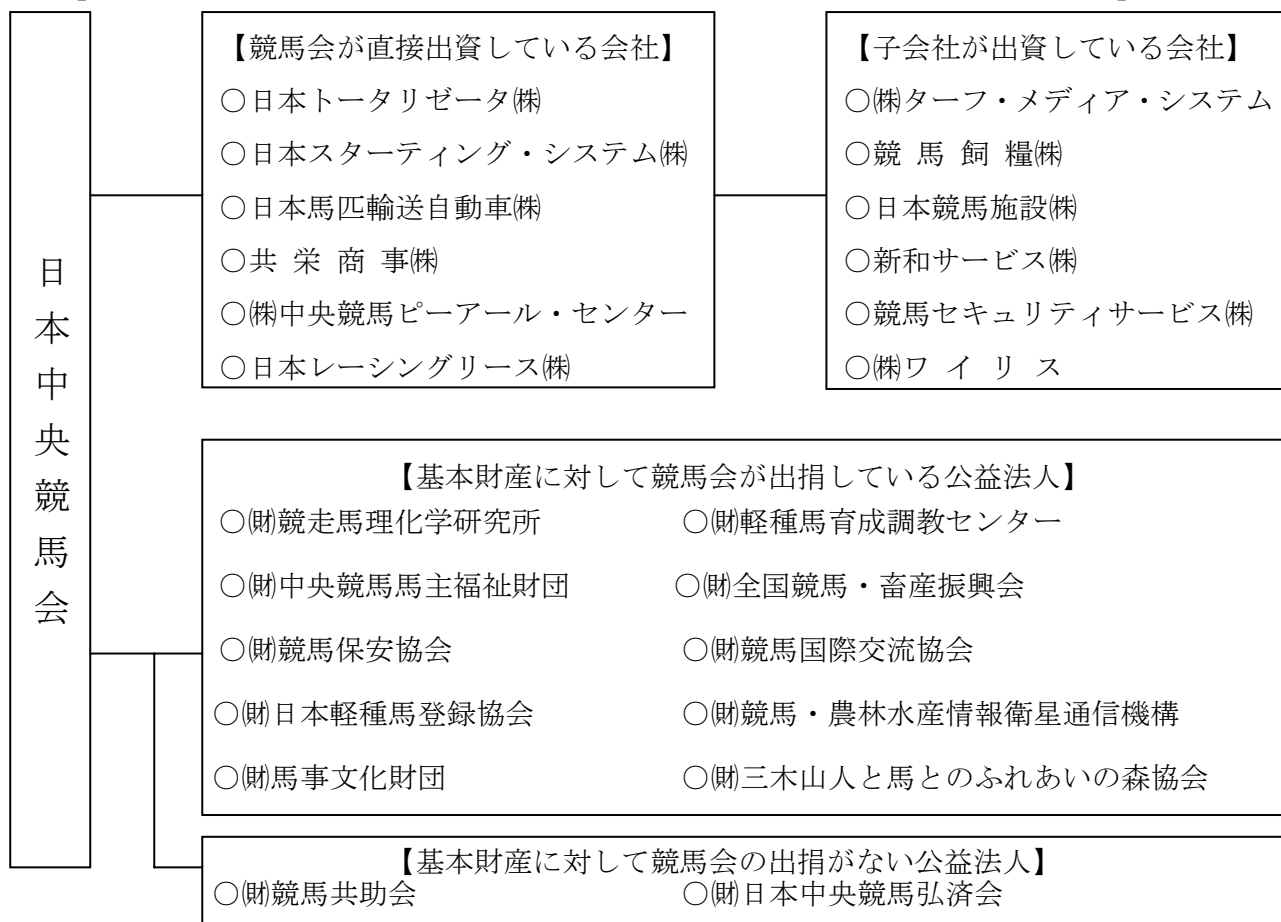 日本中央競馬会
【競馬会が直接出資している会社】
○日本トータリゼータ㈱
○日本スターティング・システム㈱
○日本馬匹輸送自動車㈱
○共 栄 商 事㈱
○㈱中央競馬ピーアール・センター
○日本レーシングリース㈱
【子会社が出資している会社】
○㈱ターフ・メディア・システム
○競 馬 飼 糧㈱
○日本競馬施設㈱
○新和サービス㈱
○競馬セキュリティサービス㈱
○㈱ワ イ リ ス
【基本財産に対して競馬会が出捐している公益法人】
○㈶競走馬理化学研究所 ○㈶軽種馬育成調教センター
○㈶中央競馬馬主福祉財団 ○㈶全国競馬・畜産振興会
○㈶競馬保安協会 ○㈶競馬国際交流協会
○㈶日本軽種馬登録協会 ○㈶競馬・農林水産情報衛星通信機構
○㈶馬事文化財団 ○㈶三木山人と馬とのふれあいの森協会
【基本財産に対して競馬会の出捐がない公益法人】
○㈶競馬共助会 ○㈶日本中央競馬弘済会